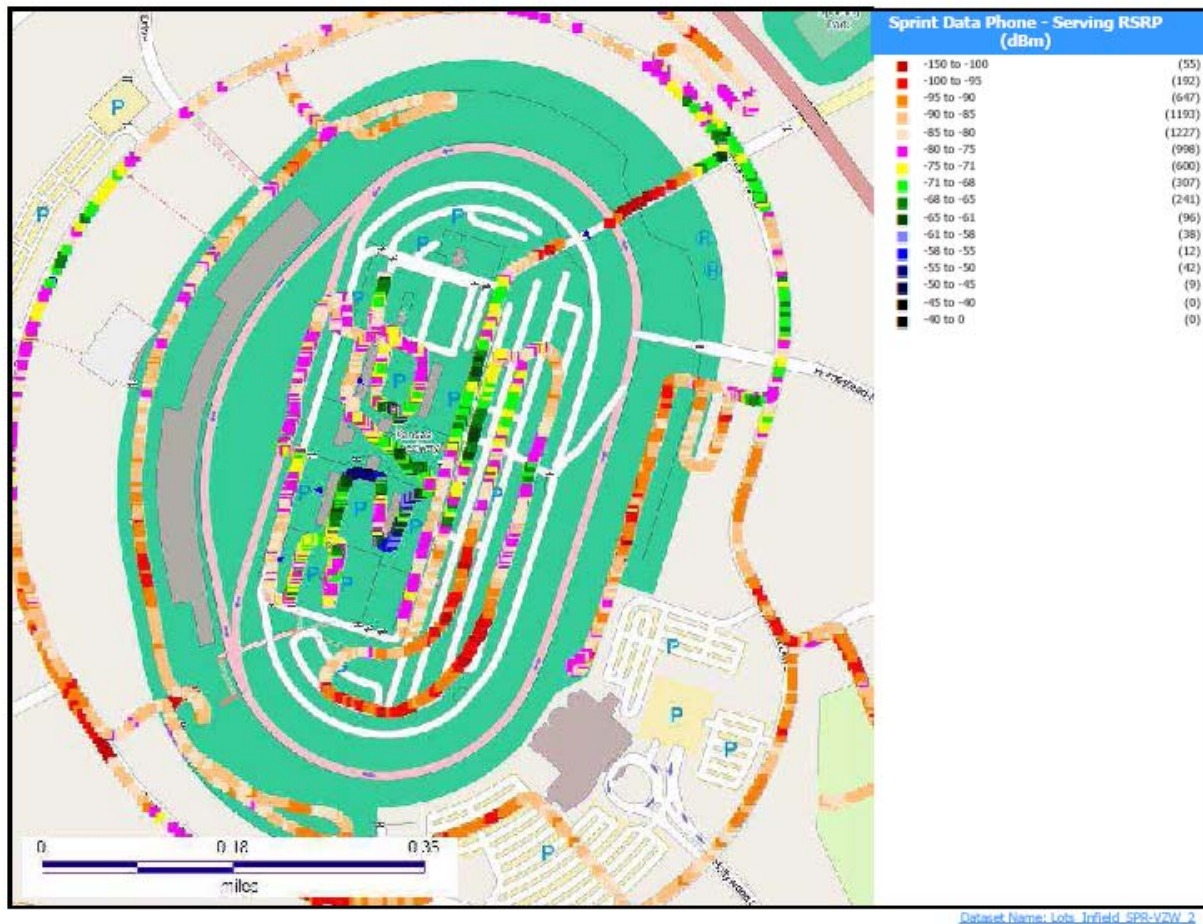 Sprint Data Phone - Serving RSRP
(dBm)
-150 to -100 (55)
-100 to -95 (192)
-95 to -90 (647)
-90 to -85 (1193)
-85 to -80 (1227)
-80 to -75 (998)
-75 to -71 (600)
-71 to -68 (307)
-68 to -65 (241)
-65 to -61 (96)
-61 to -58 (38)
-58 to -55 (12)
-55 to -50 (42)
-50 to -45 (9)
-45 to -40 (0)
-40 to 0 (0)
P
P
P
P
P
P
P
H
P
P
P
Kansas
P
P
P
P
P
P
P
P
P
P
0 0.18 0.35
miles
Dataset Name: Lots_Infield_SPR-VZW_2